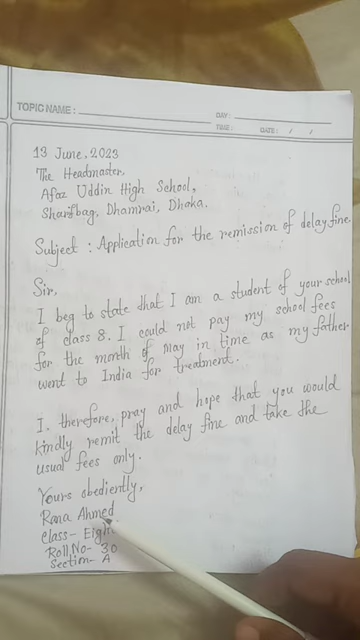 TOPIC NAME :
DAY :
TIME :
DATE : / /
13 June, 2023
The Headmaster,
Afaz Uddin High School,
Sharifbag, Dhamrai, Dhaka.
Subject : Application for the remission of delay fine.
Sir,
I beg to state that I am a student of your school
of class 8. I could not pay my school fees
for the month of May in time as my father
went to India for treatment.
I. therefore, pray and hope that you would
kindly remit the delay fine and take the
usual fees only.
Yours obediently,
Rana Ahmed
Class-
Roll No- 30
Section- A